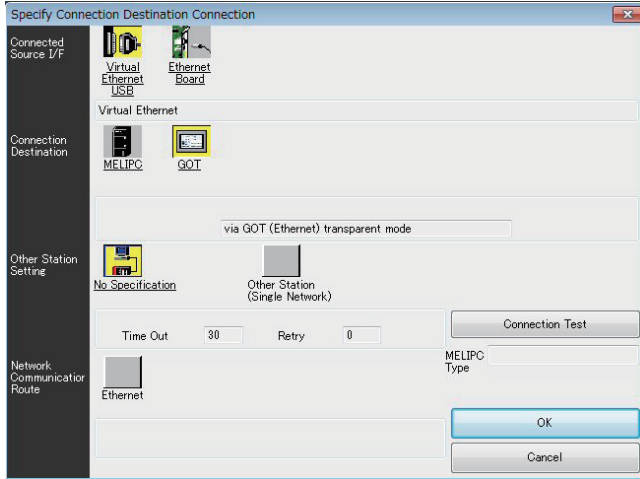 Specify Connection Destination Connection
Connected
Source I/F
Virtual
Ethernet
USB
Ethernet
Board
Virtual Ethernet
Connection
Destination
MELIPC
GOT
via GOT (Ethernet) transparent mode
Other Station
Setting
No Specification
Other Station
(Single Network)
Time Out
30
Retry
0
Connection Test
MELIPC
Type
Network
Communicatior
Route
Ethernet
OK
Cancel